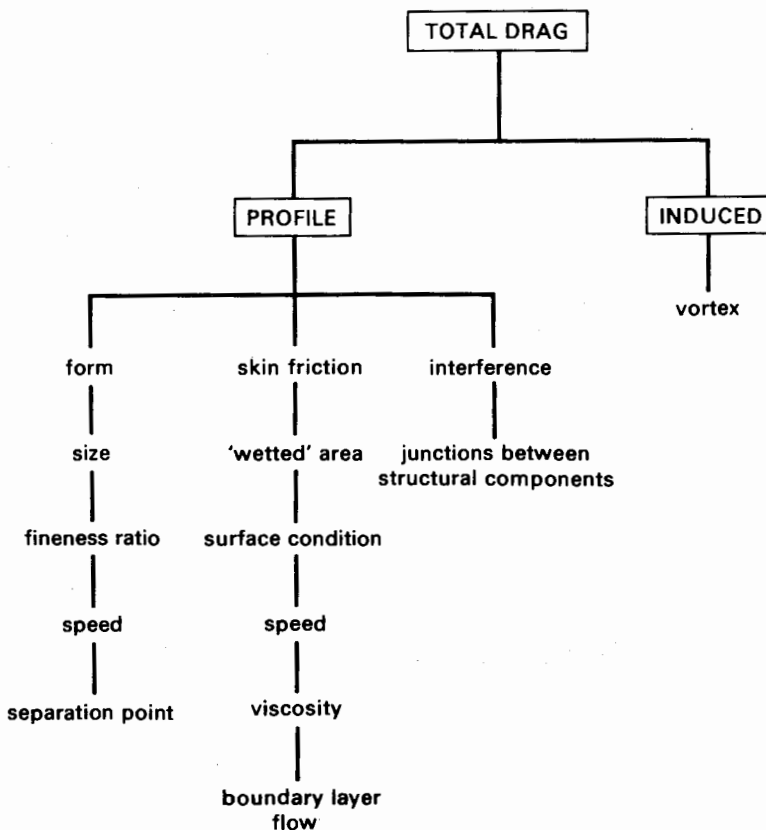 TOTAL DRAG
PROFILE
INDUCED
vortex
form
skin friction
interference
size
‘wetted’ area
junctions between
structural components
fineness ratio
surface condition
speed
speed
separation point
viscosity
boundary layer
flow